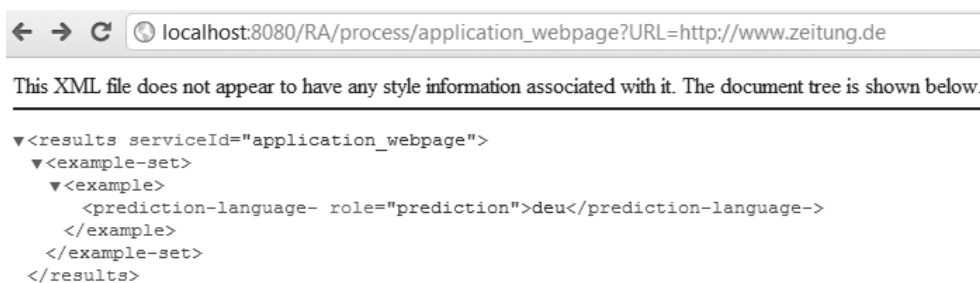 localhost:8080/RA/process/application_webpage?URL=http://www.zeitung.de
This XML file does not appear to have any style information associated with it. The document tree is shown below.
▼<results serviceId="application_webpage">
▼<example-set>
▼<example>
<prediction-language- role="prediction">deu</prediction-language->
</example>
</example-set>
</results>